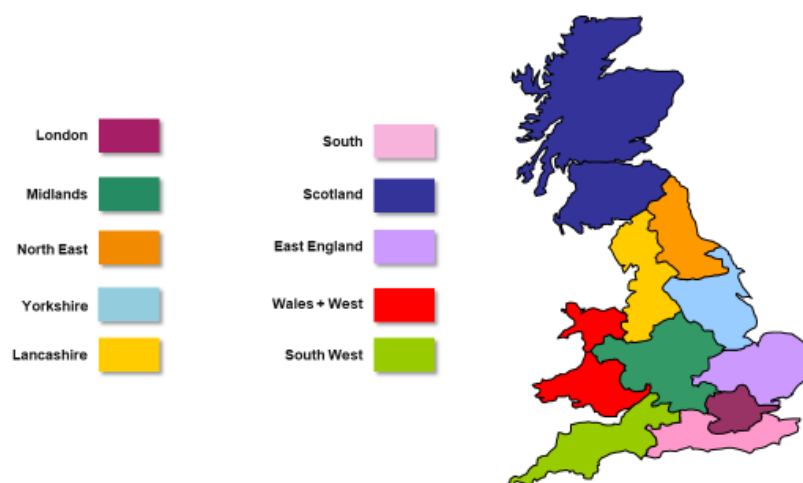 London
Midlands
North East
Yorkshire
Lancashire
South
Scotland
East England
Wales + West
South West